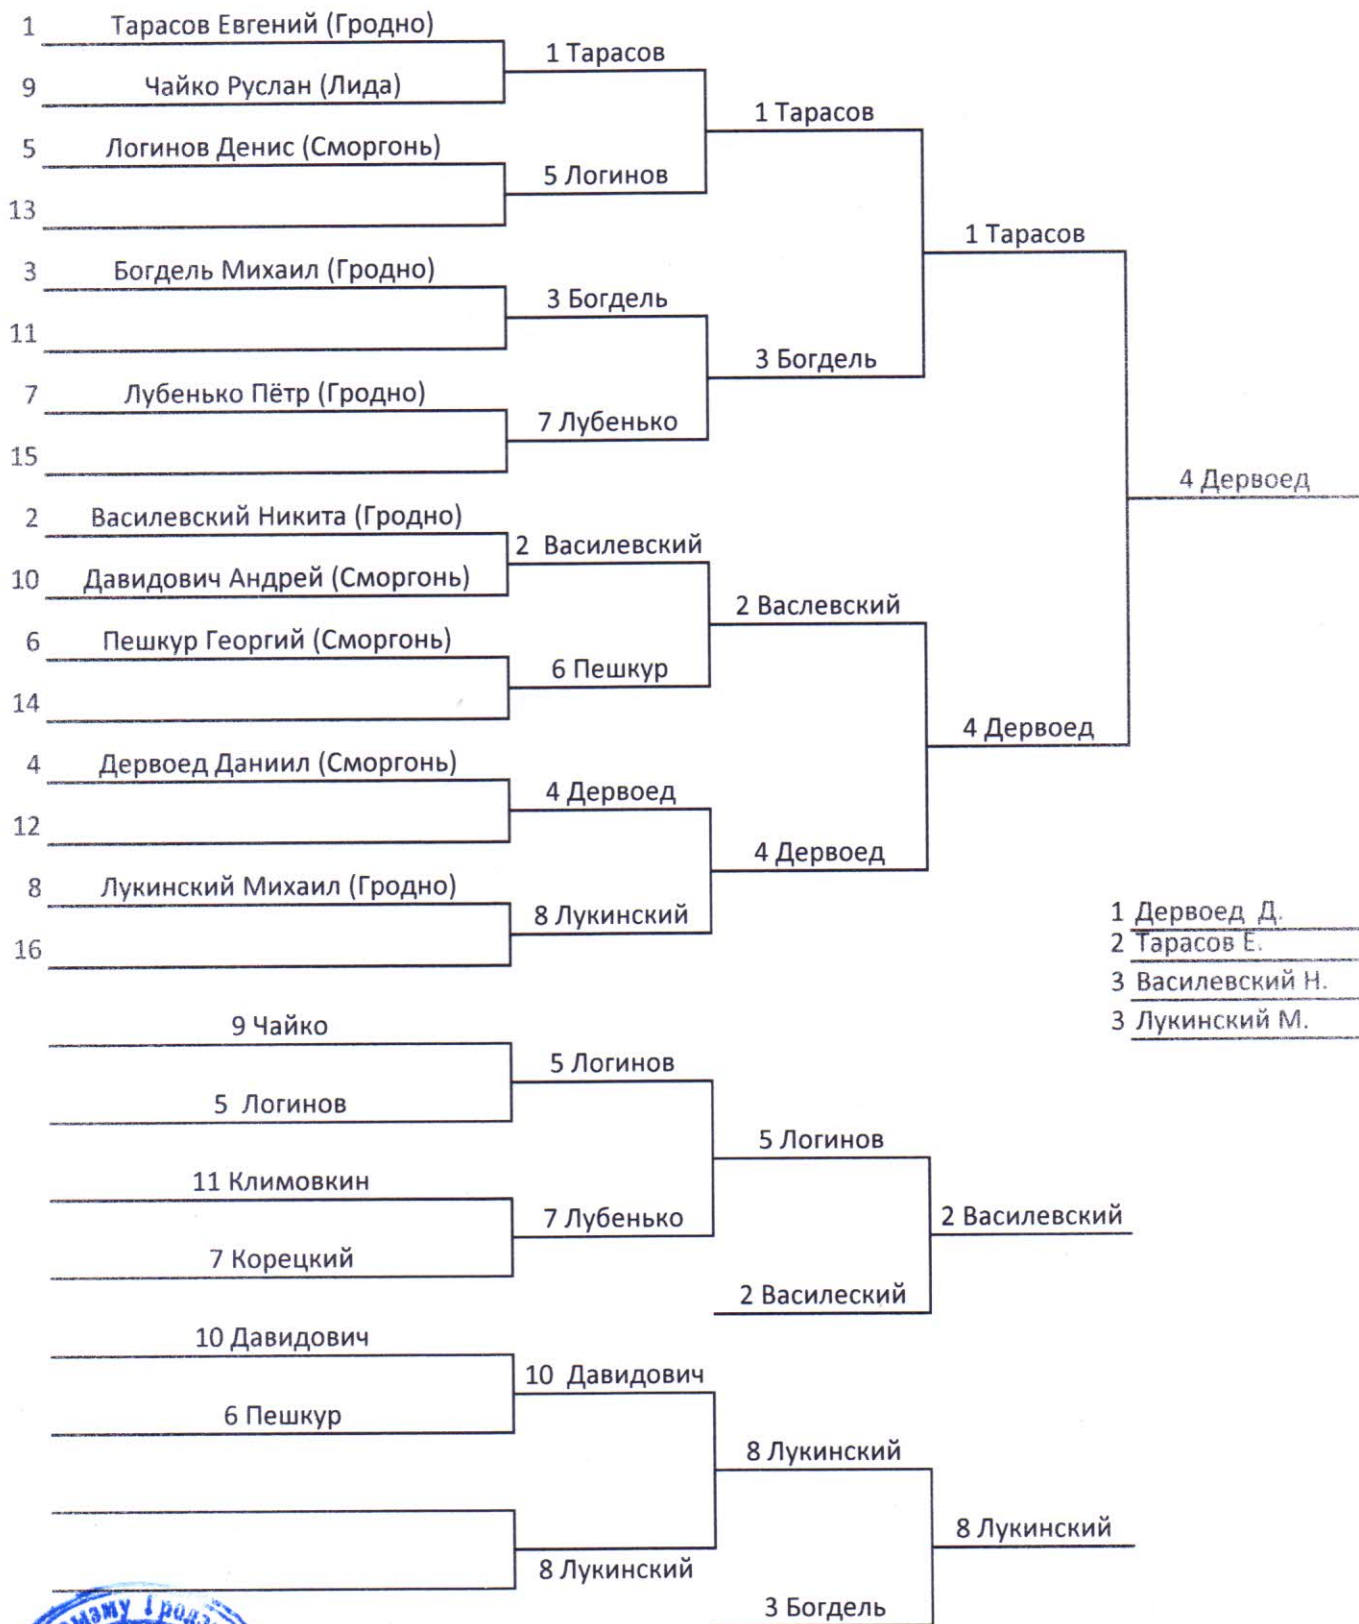 1 Тарасов Евгений (Гродно)
1 Тарасов
9 Чайко Руслан (Лида)
1 Тарасов
5 Логинов Денис (Сморгонь)
5 Логинов
13
1 Тарасов
3 Богдель Михаил (Гродно)
3 Богдель
11
3 Богдель
7 Лубенько Пётр (Гродно)
7 Лубенько
15
4 Дервоед
2 Василевский Никита (Гродно)
2 Василевский
10 Давидович Андрей (Сморгонь)
2 Васлевский
6 Пешкур Георгий (Сморгонь)
6 Пешкур
14
4 Дервоед
4 Дервоед Даниил (Сморгонь)
4 Дервоед
12
4 Дервоед
8 Лукинский Михаил (Гродно)
8 Лукинский
16
1 Дервоед Д.
2 Тарасов Е.
3 Василевский Н.
3 Лукинский М.
9 Чайко
5 Логинов
5 Логинов
5 Логинов
11 Климовкин
7 Лубенько
2 Василевский
7 Корецкий
2 Василеский
10 Давидович
10 Давидович
6 Пешкур
8 Лукинский
8 Лукинский
8 Лукинский
3 Богдель